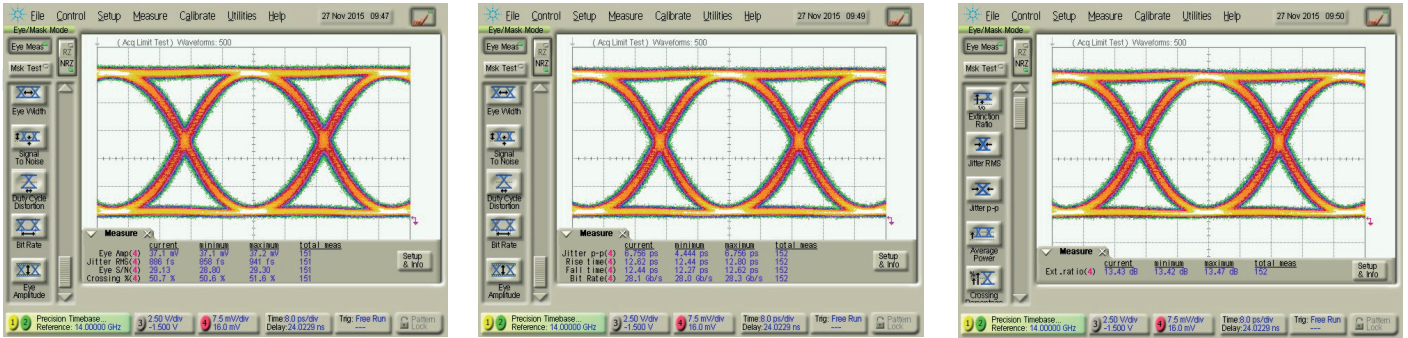 File Control Setup Measure Calibrate Utilities Help 27 Nov 2015 09:47
Eye/Mask Mode
Eye Meas
RZ
NRZ
Msk Test
( Acq Limit Test ) Waveforms: 500
Eye Width
Signal
To Noise
Duty Cycle
Distortion
Bit Rate
Eye
Amplitude
Measure
current minimum maximum total meas
Eye Amp(4) 37.1 mV 37.1 mV 37.2 mV 151
Jitter RMS(4) 886 fs 858 fs 941 fs 151
Eye S/N(4) 29.13 28.80 29.30 151
Crossing %(4) 50.7 % 50.6 % 51.6 % 151
Setup
& Info
1 2 Precision Timebase...
Reference: 14.00000 GHz
3 2.50 V/div
-1.500 V
4 7.5 mV/div
16.0 mV
Time:8.0 ps/div
Delay:24.0229 ns
Trig: Free Run
---
Pattern
Lock
File Control Setup Measure Calibrate Utilities Help 27 Nov 2015 09:49
Eye/Mask Mode
Eye Meas
RZ
NRZ
Msk Test
( Acq Limit Test ) Waveforms: 500
Eye Width
Signal
To Noise
Duty Cycle
Distortion
Bit Rate
Eye
Amplitude
Measure
current minimum maximum total meas
Jitter p-p(4) 6.756 ps 4.444 ps 6.756 ps 152
Rise time(4) 12.62 ps 12.44 ps 12.80 ps 152
Fall time(4) 12.44 ps 12.27 ps 12.62 ps 152
Bit Rate(4) 28.1 Gb/s 28.0 Gb/s 28.3 Gb/s 152
Setup
& Info
1 2 Precision Timebase...
Reference: 14.00000 GHz
3 2.50 V/div
-1.500 V
4 7.5 mV/div
16.0 mV
Time:8.0 ps/div
Delay:24.0229 ns
Trig: Free Run
---
Pattern
Lock
File Control Setup Measure Calibrate Utilities Help 27 Nov 2015 09:50
Eye/Mask Mode
Eye Meas
RZ
NRZ
Msk Test
( Acq Limit Test ) Waveforms: 500
Extinction
Ratio
Jitter RMS
Jitter p-p
Average
Power
Crossing
Measure
current minimum maximum total meas
Ext.ratio(4) 13.43 dB 13.42 dB 13.47 dB 152
Setup
& Info
1 2 Precision Timebase...
Reference: 14.00000 GHz
3 2.50 V/div
-1.500 V
4 7.5 mV/div
16.0 mV
Time:8.0 ps/div
Delay:24.0229 ns
Trig: Free Run
---
Pattern
Lock